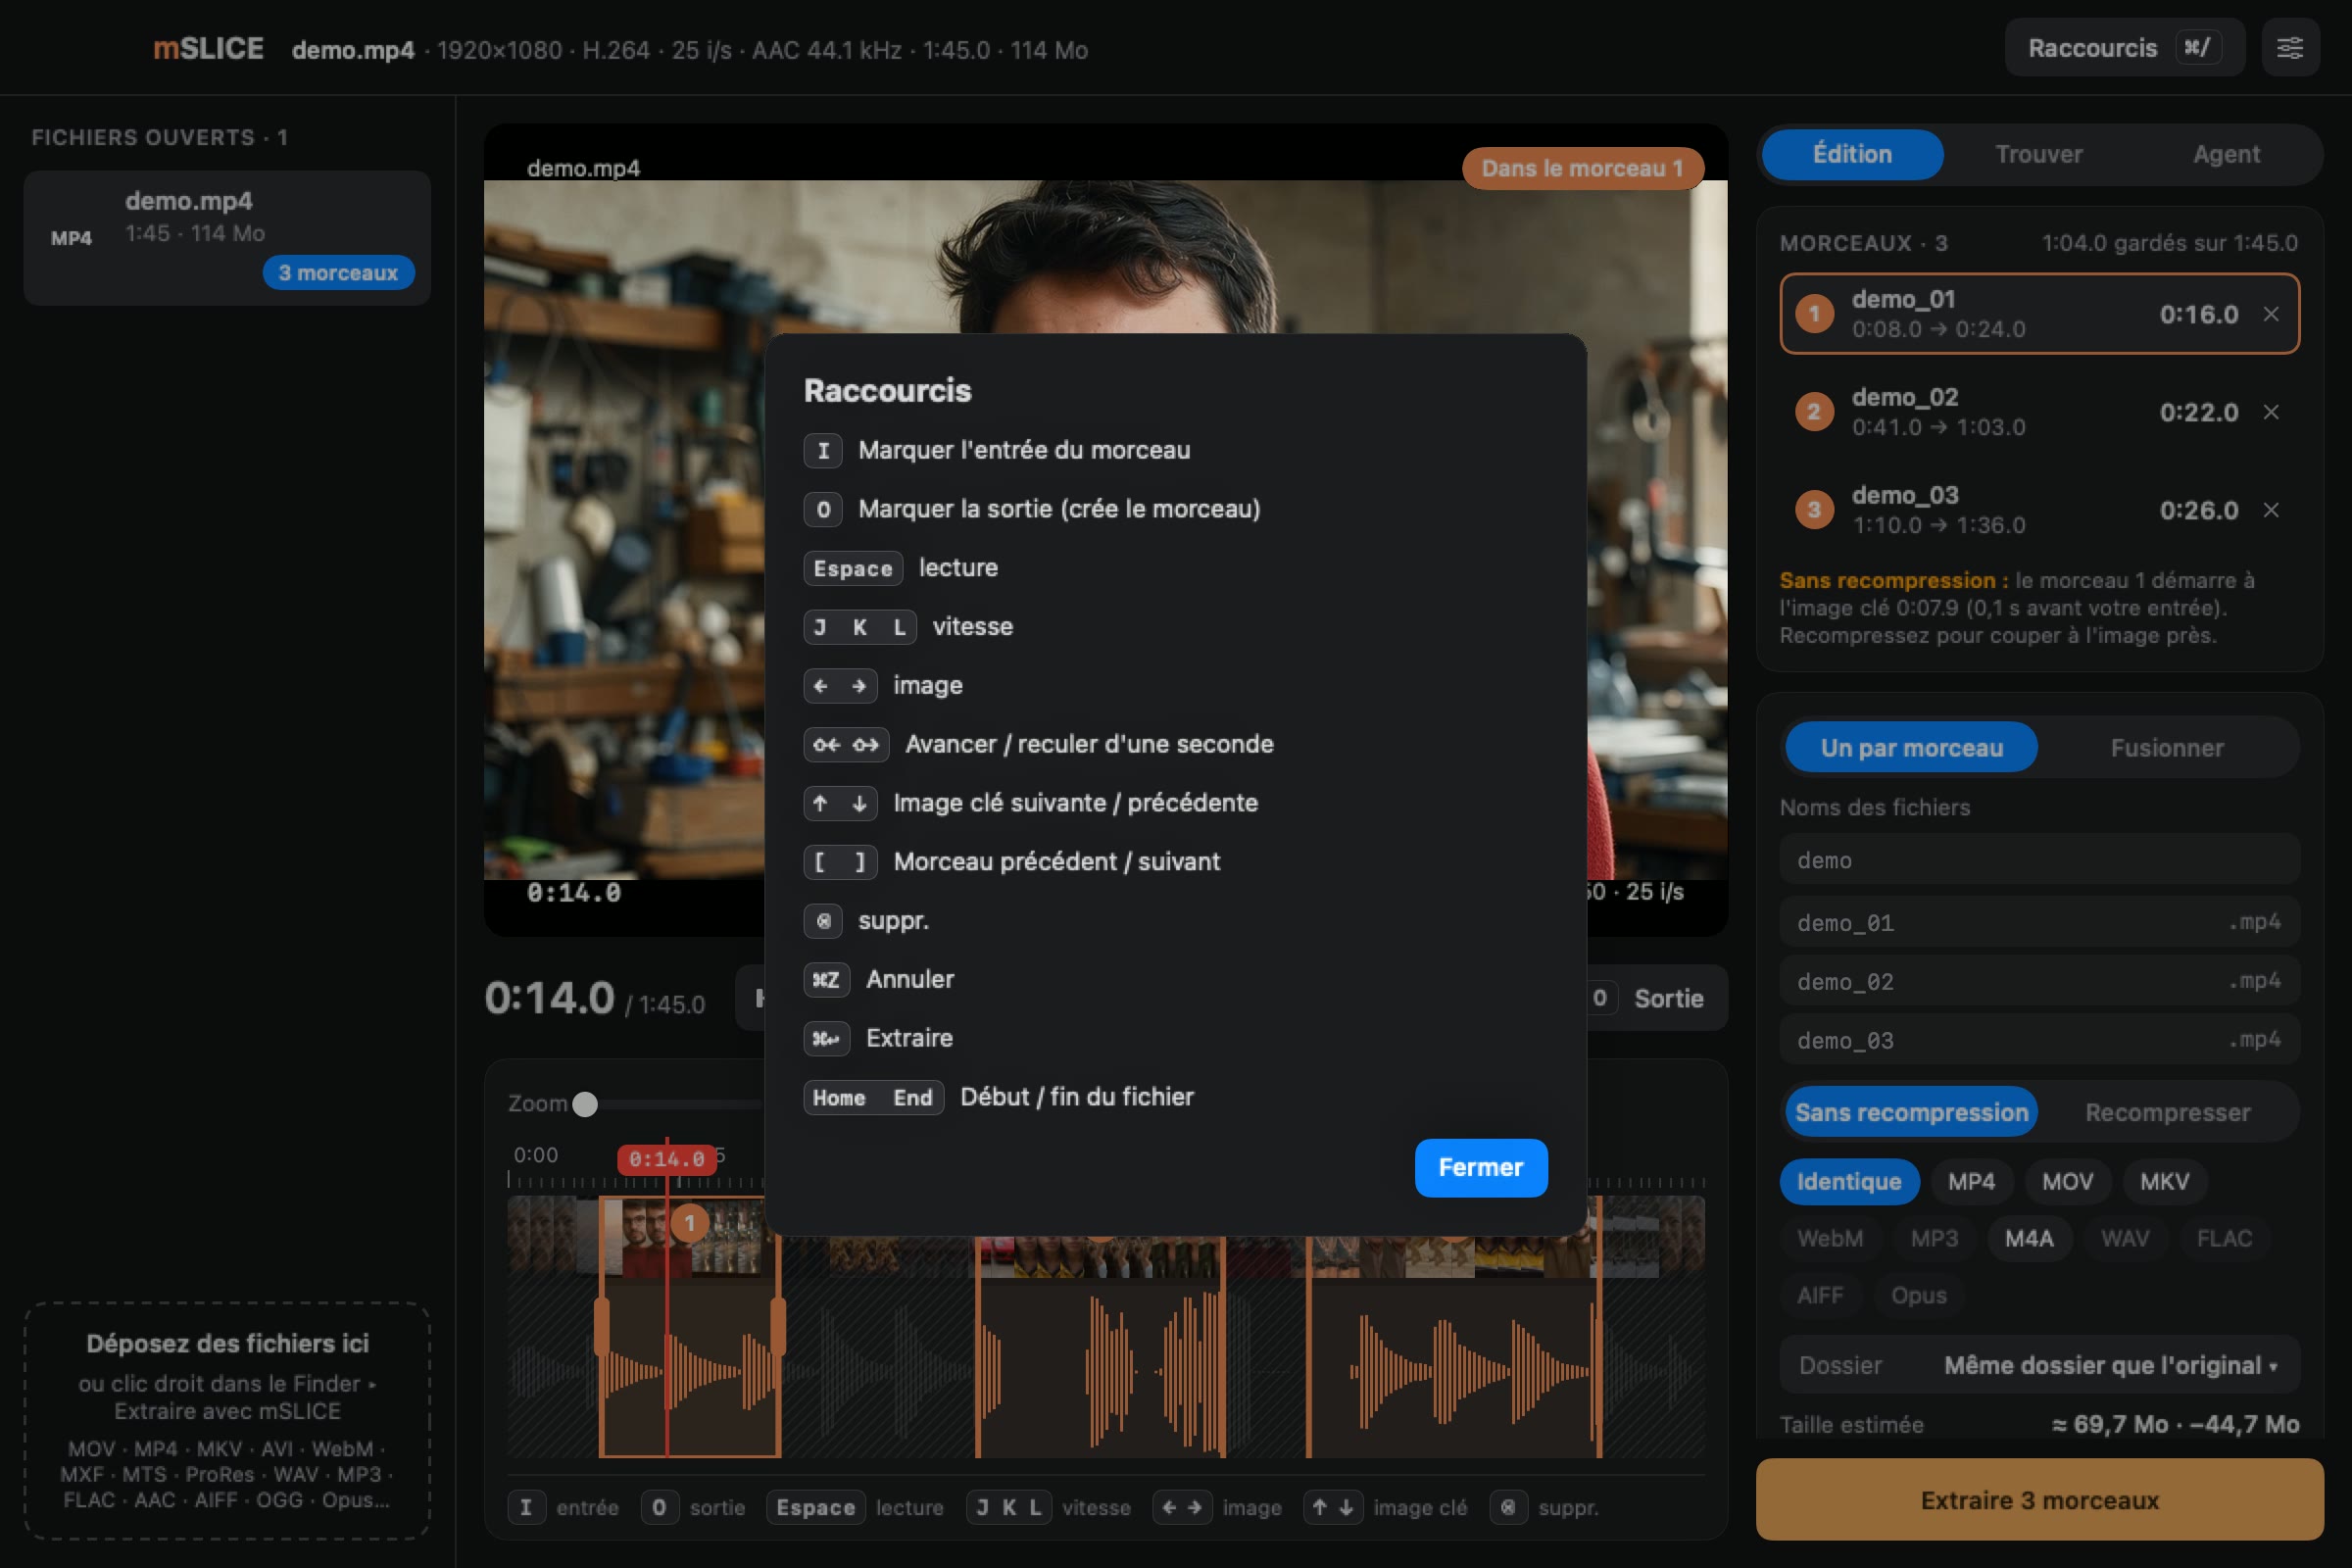 mSLICE demo.mp4 · 1920×1080 · H.264 · 25 i/s · AAC 44.1 kHz · 1:45.0 · 114 Mo
Raccourcis ⌘/
FICHIERS OUVERTS · 1
demo.mp4
MP4
1:45 · 114 Mo
3 morceaux
Déposez des fichiers ici
ou clic droit dans le Finder ▸
Extraire avec mSLICE
MOV · MP4 · MKV · AVI · WebM ·
MXF · MTS · ProRes · WAV · MP3 ·
FLAC · AAC · AIFF · OGG · Opus...
demo.mp4
Dans le morceau 1
0:14.0
· 25 i/s
0:14.0 / 1:45.0
O Sortie
Zoom
0:00
0:14.0
1
I entrée O sortie Espace lecture J K L vitesse ← → image ↑ ↓ image clé ⌫ suppr.
Raccourcis
I Marquer l'entrée du morceau
O Marquer la sortie (crée le morceau)
Espace lecture
J K L vitesse
← → image
⇧← ⇧→ Avancer / reculer d'une seconde
↑ ↓ Image clé suivante / précédente
[ ] Morceau précédent / suivant
⌫ suppr.
⌘Z Annuler
⌘↩ Extraire
Home End Début / fin du fichier
Fermer
Édition Trouver Agent
MORCEAUX · 3 1:04.0 gardés sur 1:45.0
1 demo_01 0:16.0 ×
0:08.0 → 0:24.0
2 demo_02 0:22.0 ×
0:41.0 → 1:03.0
3 demo_03 0:26.0 ×
1:10.0 → 1:36.0
Sans recompression : le morceau 1 démarre à
l'image clé 0:07.9 (0,1 s avant votre entrée).
Recompressez pour couper à l'image près.
Un par morceau Fusionner
Noms des fichiers
demo
demo_01 .mp4
demo_02 .mp4
demo_03 .mp4
Sans recompression Recompresser
Identique MP4 MOV MKV
WebM MP3 M4A WAV FLAC
AIFF Opus
Dossier Même dossier que l'original ▾
Taille estimée ≈ 69,7 Mo · −44,7 Mo
Extraire 3 morceaux